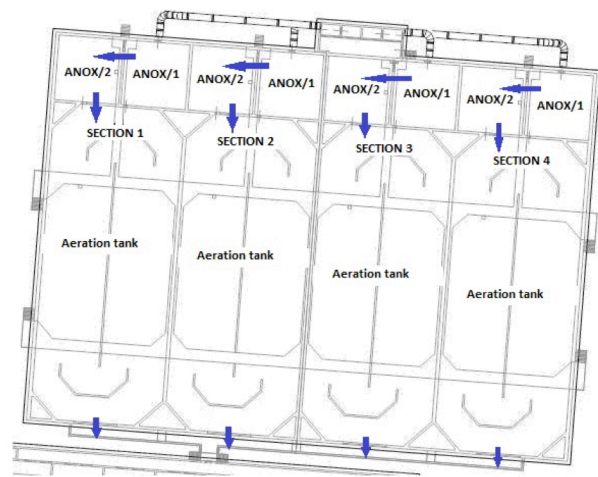 ANOX/2 ANOX/1 ANOX/2 ANOX/1 ANOX/2 ANOX/1 ANOX/2 ANOX/1
SECTION 1 SECTION 2 SECTION 3 SECTION 4
Aeration tank Aeration tank Aeration tank Aeration tank